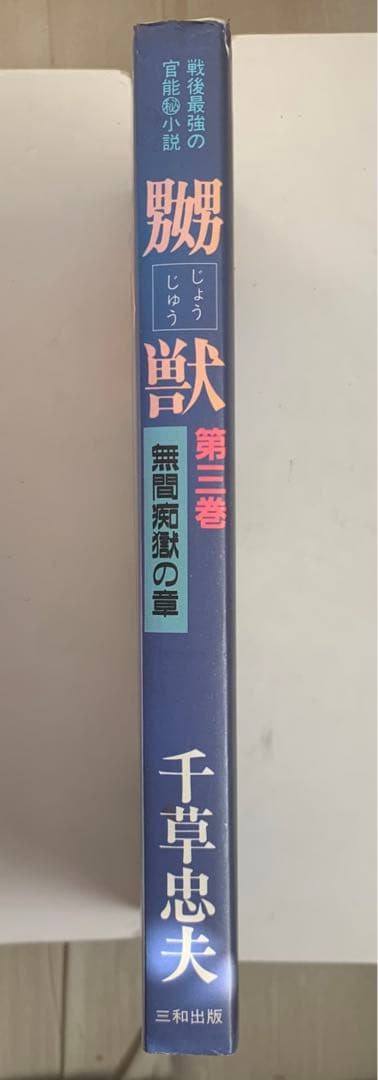 戦後最強の
官能㊙小説
嬲獣
じょう
じゅう
第三巻
無間痴獄の章
千草忠夫
三和出版